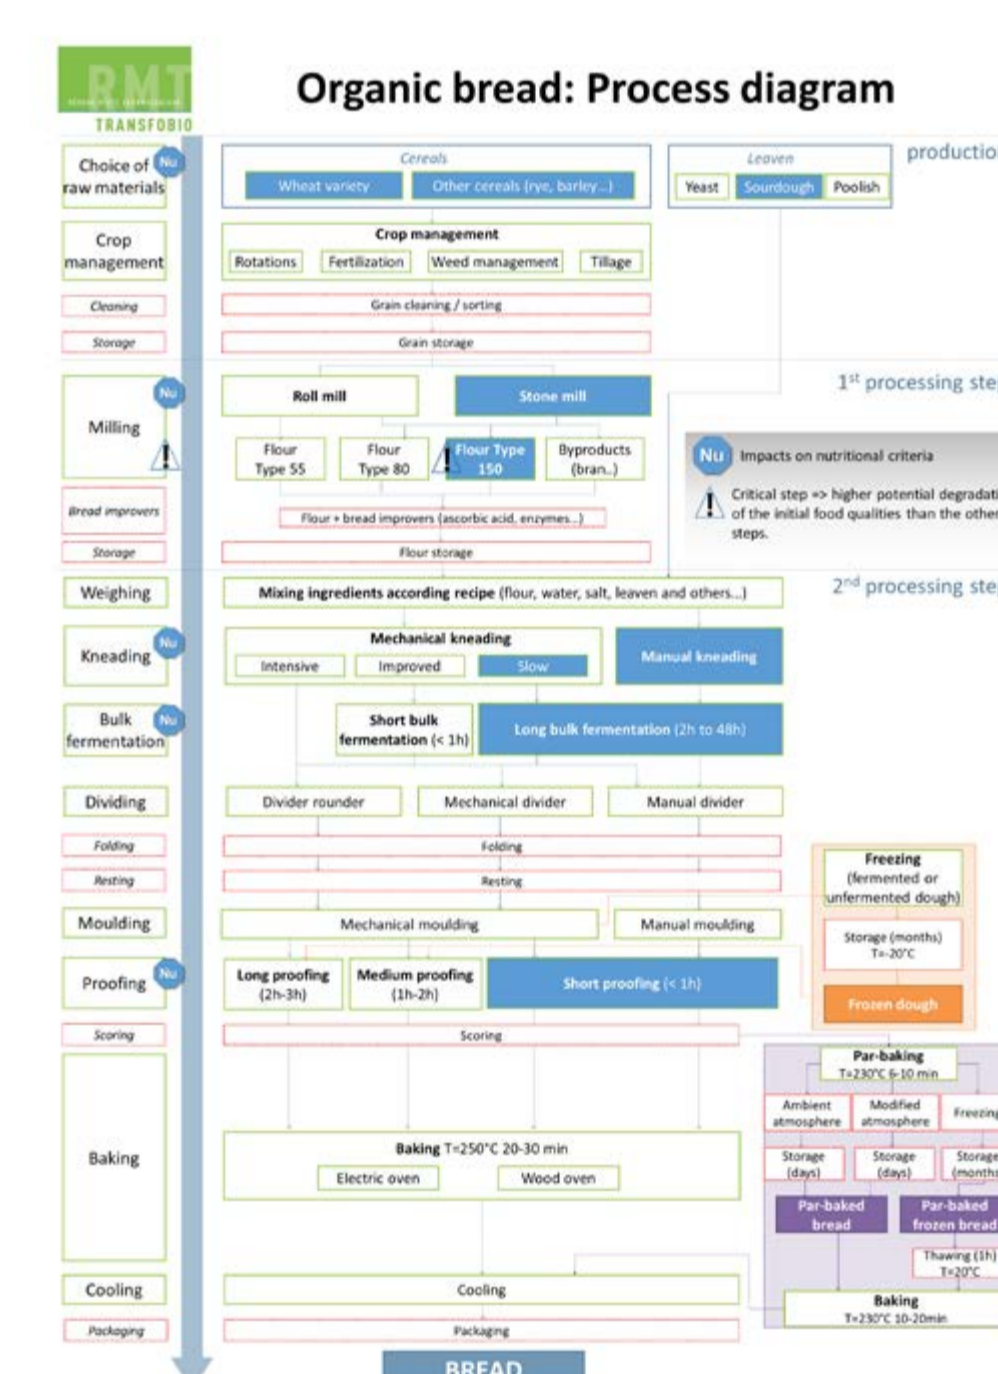 RMT
TRANSFOBIO
Organic bread: Process diagram
productio
Choice of
raw materials
Nu
Cereals
Wheat variety
Other cereals (rye, barley...)
Leaven
Yeast
Sourdough
Poolish
Crop
management
Crop management
Rotations
Fertilization
Weed management
Tillage
Cleaning
Grain cleaning / sorting
Storage
Grain storage
1st processing step
Milling
Nu
!
Roll mill
Stone mill
Flour
Type 55
Flour
Type 80
!
Flour Type
150
Byproducts
(bran..)
Nu
Impacts on nutritional criteria
!
Critical step => higher potential degradati
of the initial food qualities than the other
steps.
Bread improvers
Flour + bread improvers (ascorbic acid, enzymes...)
Storage
Flour storage
2nd processing step
Weighing
Mixing ingredients according recipe (flour, water, salt, leaven and others...)
Kneading
Nu
Mechanical kneading
Intensive
Improved
Slow
Manual kneading
Bulk
fermentation
Nu
Short bulk
fermentation (< 1h)
Long bulk fermentation (2h to 48h)
Dividing
Divider rounder
Mechanical divider
Manual divider
Folding
Folding
Resting
Resting
Freezing
(fermented or
unfermented dough)
Storage (months)
T=-20°C
Frozen dough
Moulding
Mechanical moulding
Manual moulding
Proofing
Nu
Long proofing
(2h-3h)
Medium proofing
(1h-2h)
Short proofing (< 1h)
Scoring
Scoring
Par-baking
T=230°C 6-10 min
Ambient
atmosphere
Modified
atmosphere
Freezing
Storage
(days)
Storage
(days)
Storage
(months
Par-baked
bread
Par-baked
frozen bread
Thawing (1h)
T=20°C
Baking
T=230°C 10-20min
Baking
Baking T=250°C 20-30 min
Electric oven
Wood oven
Cooling
Cooling
Packaging
Packaging
BREAD